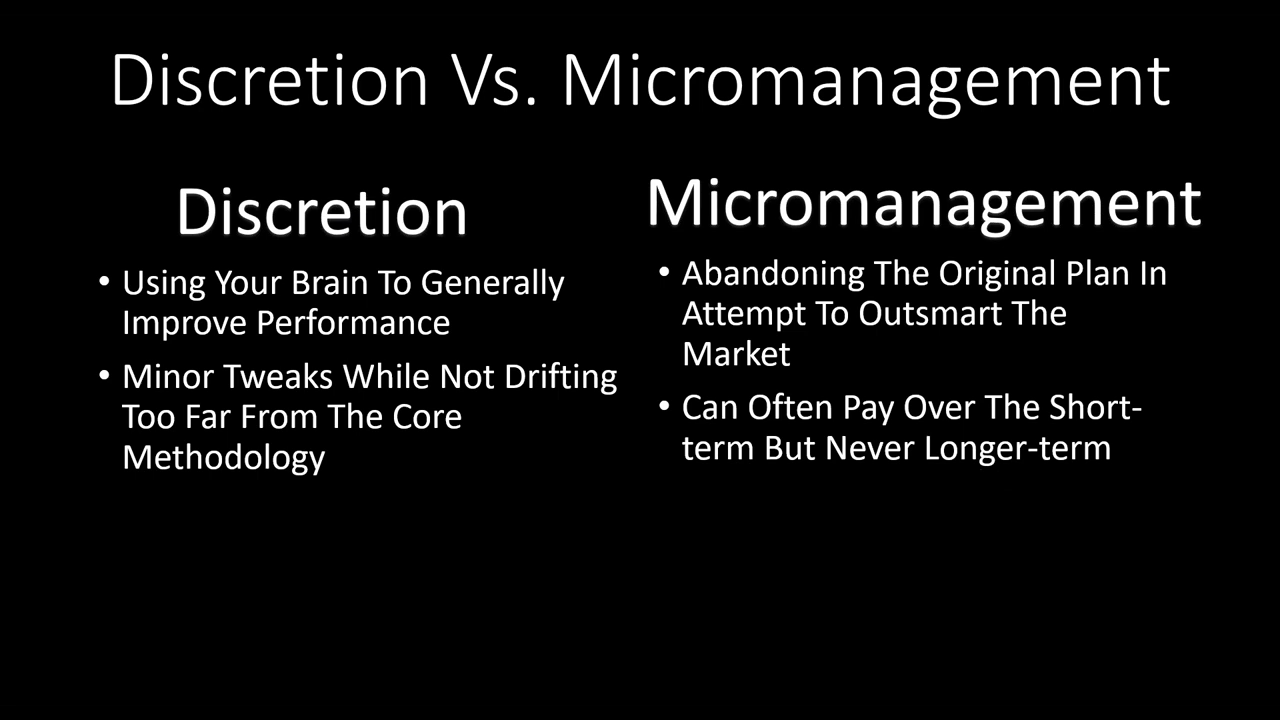 Discretion Vs. Micromanagement
Discretion
• Using Your Brain To Generally
Improve Performance
• Minor Tweaks While Not Drifting
Too Far From The Core
Methodology
Micromanagement
• Abandoning The Original Plan In
Attempt To Outsmart The
Market
• Can Often Pay Over The Short-
term But Never Longer-term